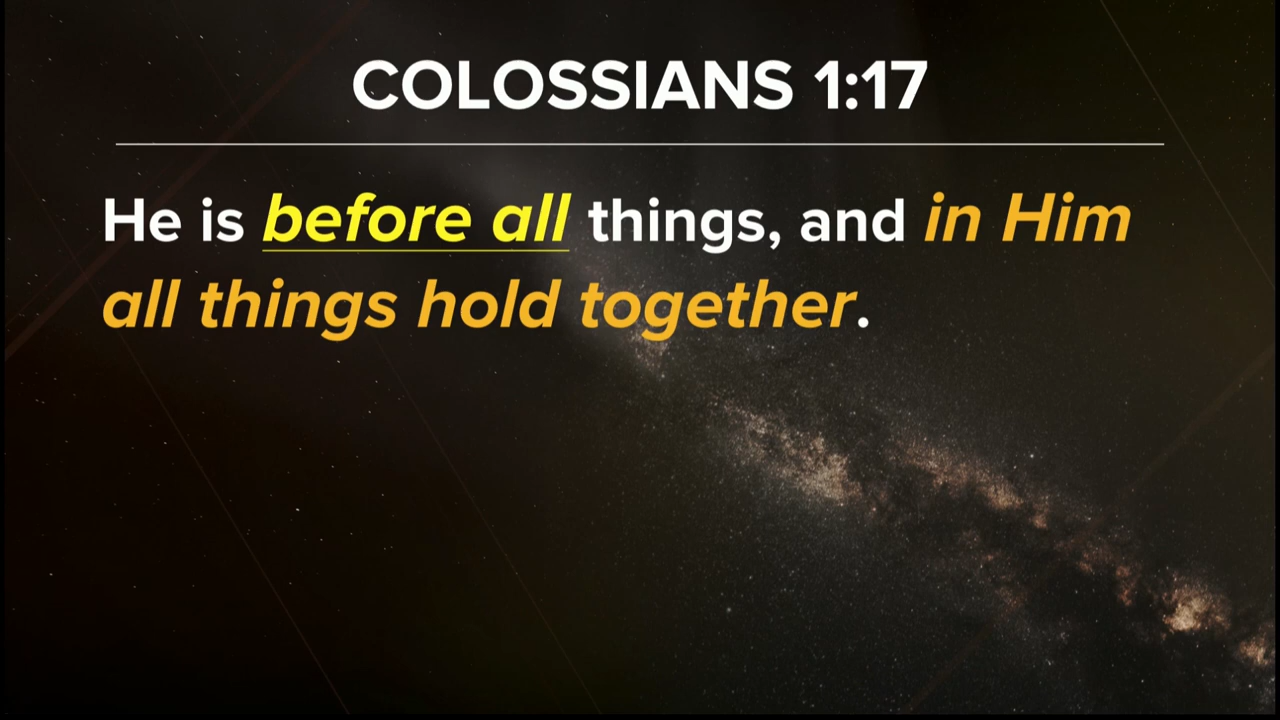 COLOSSIANS 1:17
He is before all things, and in Him
all things hold together.